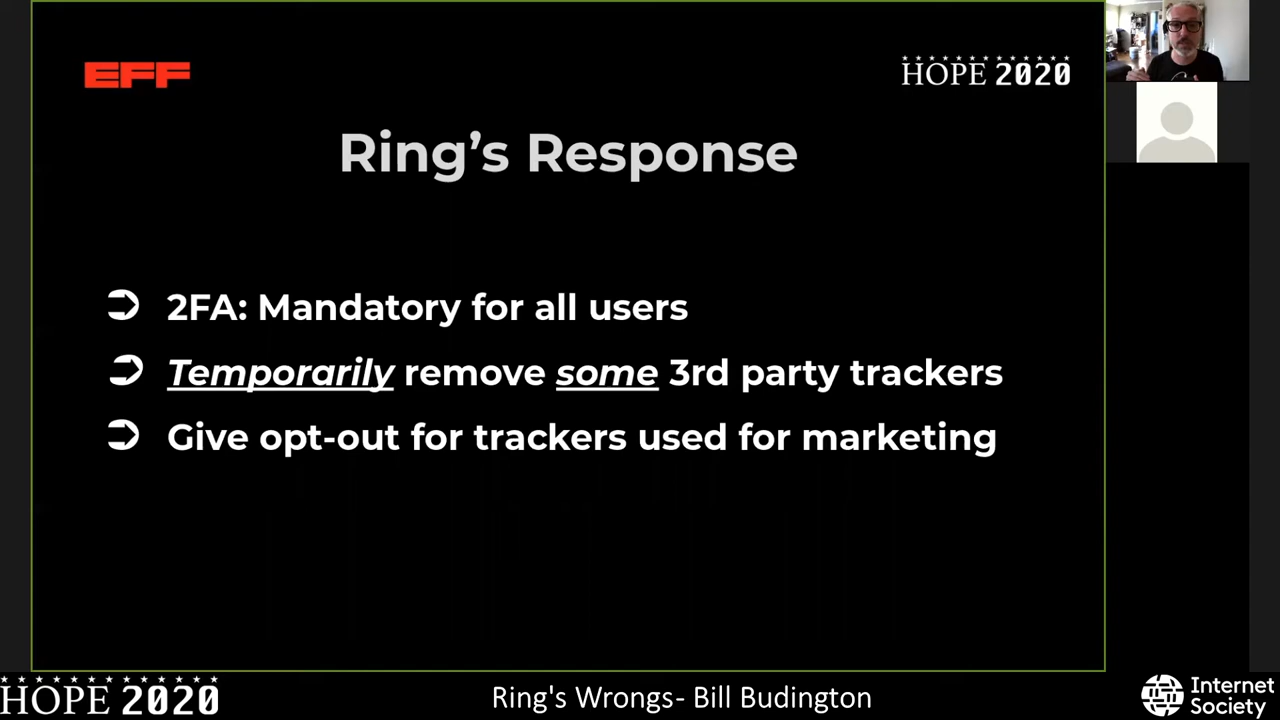 EFF
HOPE 2020
Ring’s Response
2FA: Mandatory for all users
Temporarily remove some 3rd party trackers
Give opt-out for trackers used for marketing
HOPE 2020
Ring's Wrongs- Bill Budington
Internet
Society